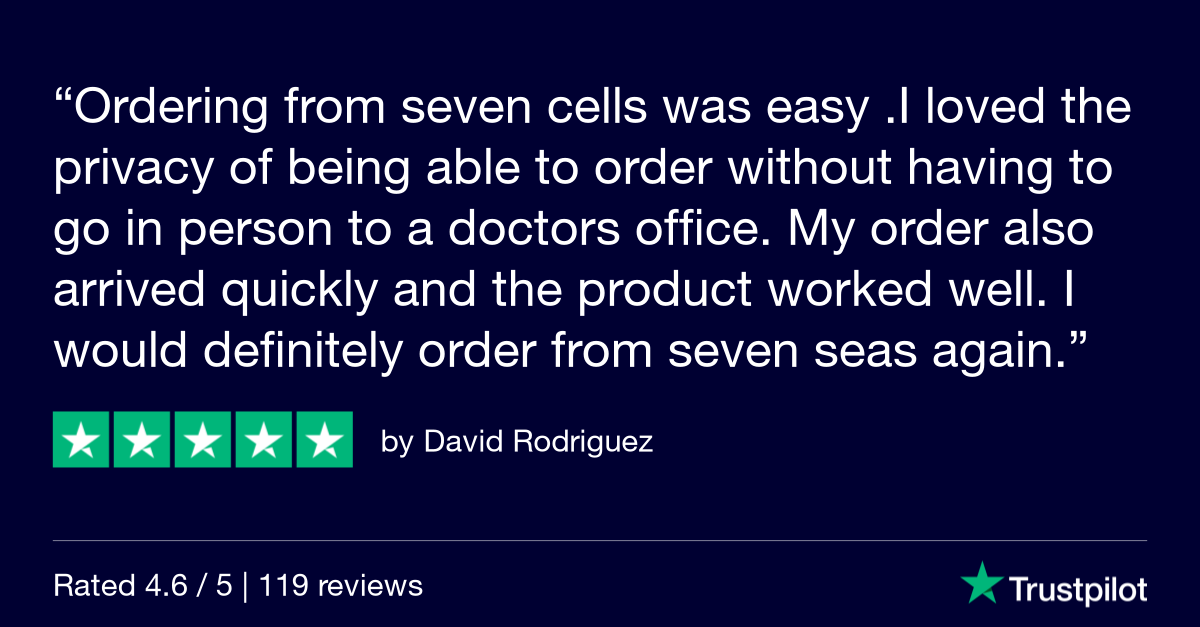 “Ordering from seven cells was easy .I loved the
privacy of being able to order without having to
go in person to a doctors office. My order also
arrived quickly and the product worked well. I
would definitely order from seven seas again.”
by David Rodriguez
Rated 4.6 / 5 | 119 reviews
Trustpilot